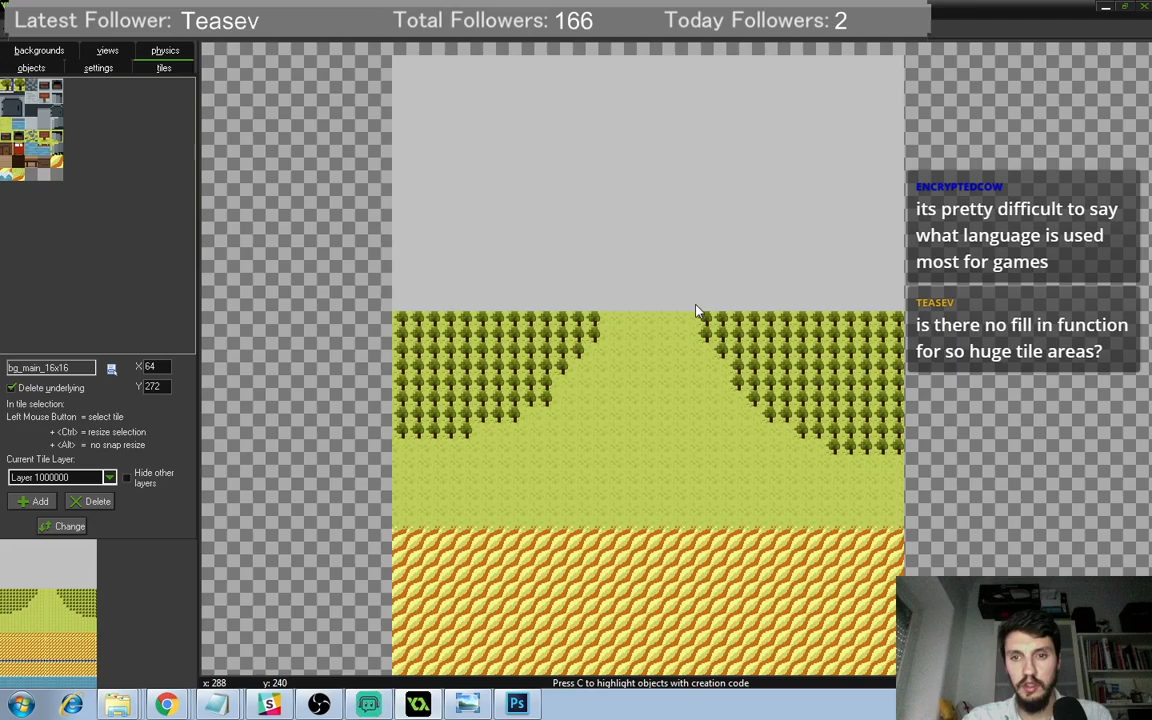 Latest Follower: Teasev
Total Followers: 166
Today Followers: 2
backgrounds
views
physics
objects
settings
tiles
bg_main_16x16
X 64
Y 272
Delete underlying
In tile selection:
Left Mouse Button = select tile
+ <Ctrl> = resize selection
+ <Alt> = no snap resize
Current Tile Layer:
Layer 1000000
Hide other
layers
Add
Delete
Change
ENCRYPTEDCOW
its pretty difficult to say
what language is used
most for games
TEASEV
is there no fill in function
for so huge tile areas?
x: 288
y: 240
Press C to highlight objects with creation code
Ps